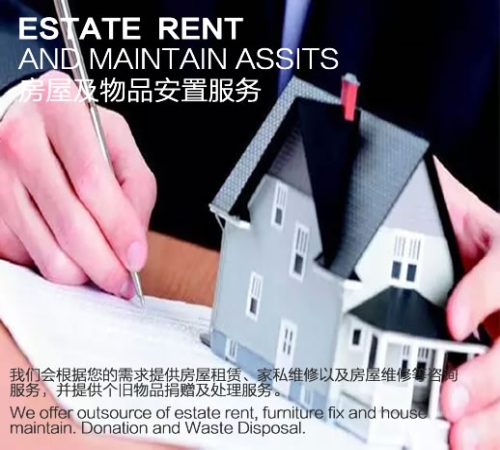 ESTATE RENT
AND MAINTAIN ASSITS
房屋及物品安置服务
我们会根据您的需求提供房屋租赁、家私维修以及房屋维修等咨询
服务，并提供个旧物品捐赠及处理服务。
We offer outsource of estate rent, furniture fix and house
maintain. Donation and Waste Disposal.